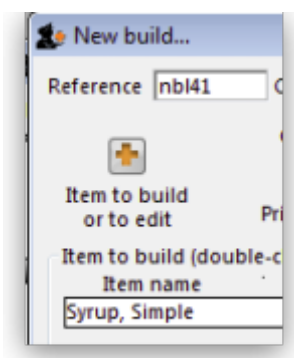 New build...
Reference nbl41
Item to build
or to edit
Item to build (double-c
Item name
Syrup, Simple